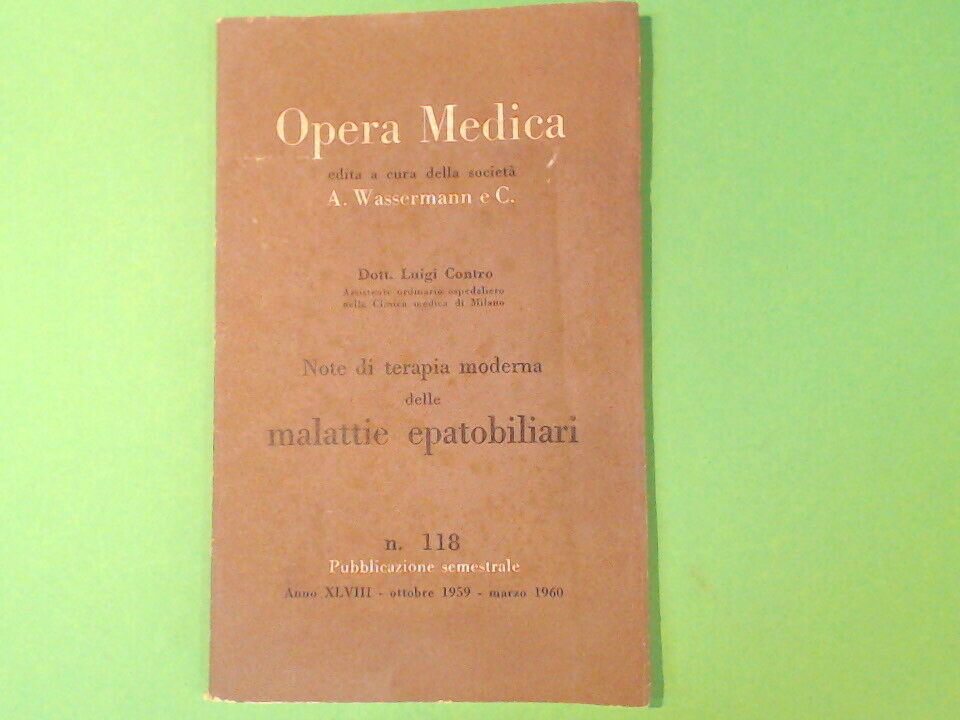 Opera Medica
edita a cura della società
A. Wassermann e C.
Dott. Luigi Contro
Assistente ordinario ospedaliero
nella Clinica medica di Milano
Note di terapia moderna
delle
malattie epatobiliari
n. 118
Pubblicazione semestrale
Anno XLVIII - ottobre 1959 - marzo 1960